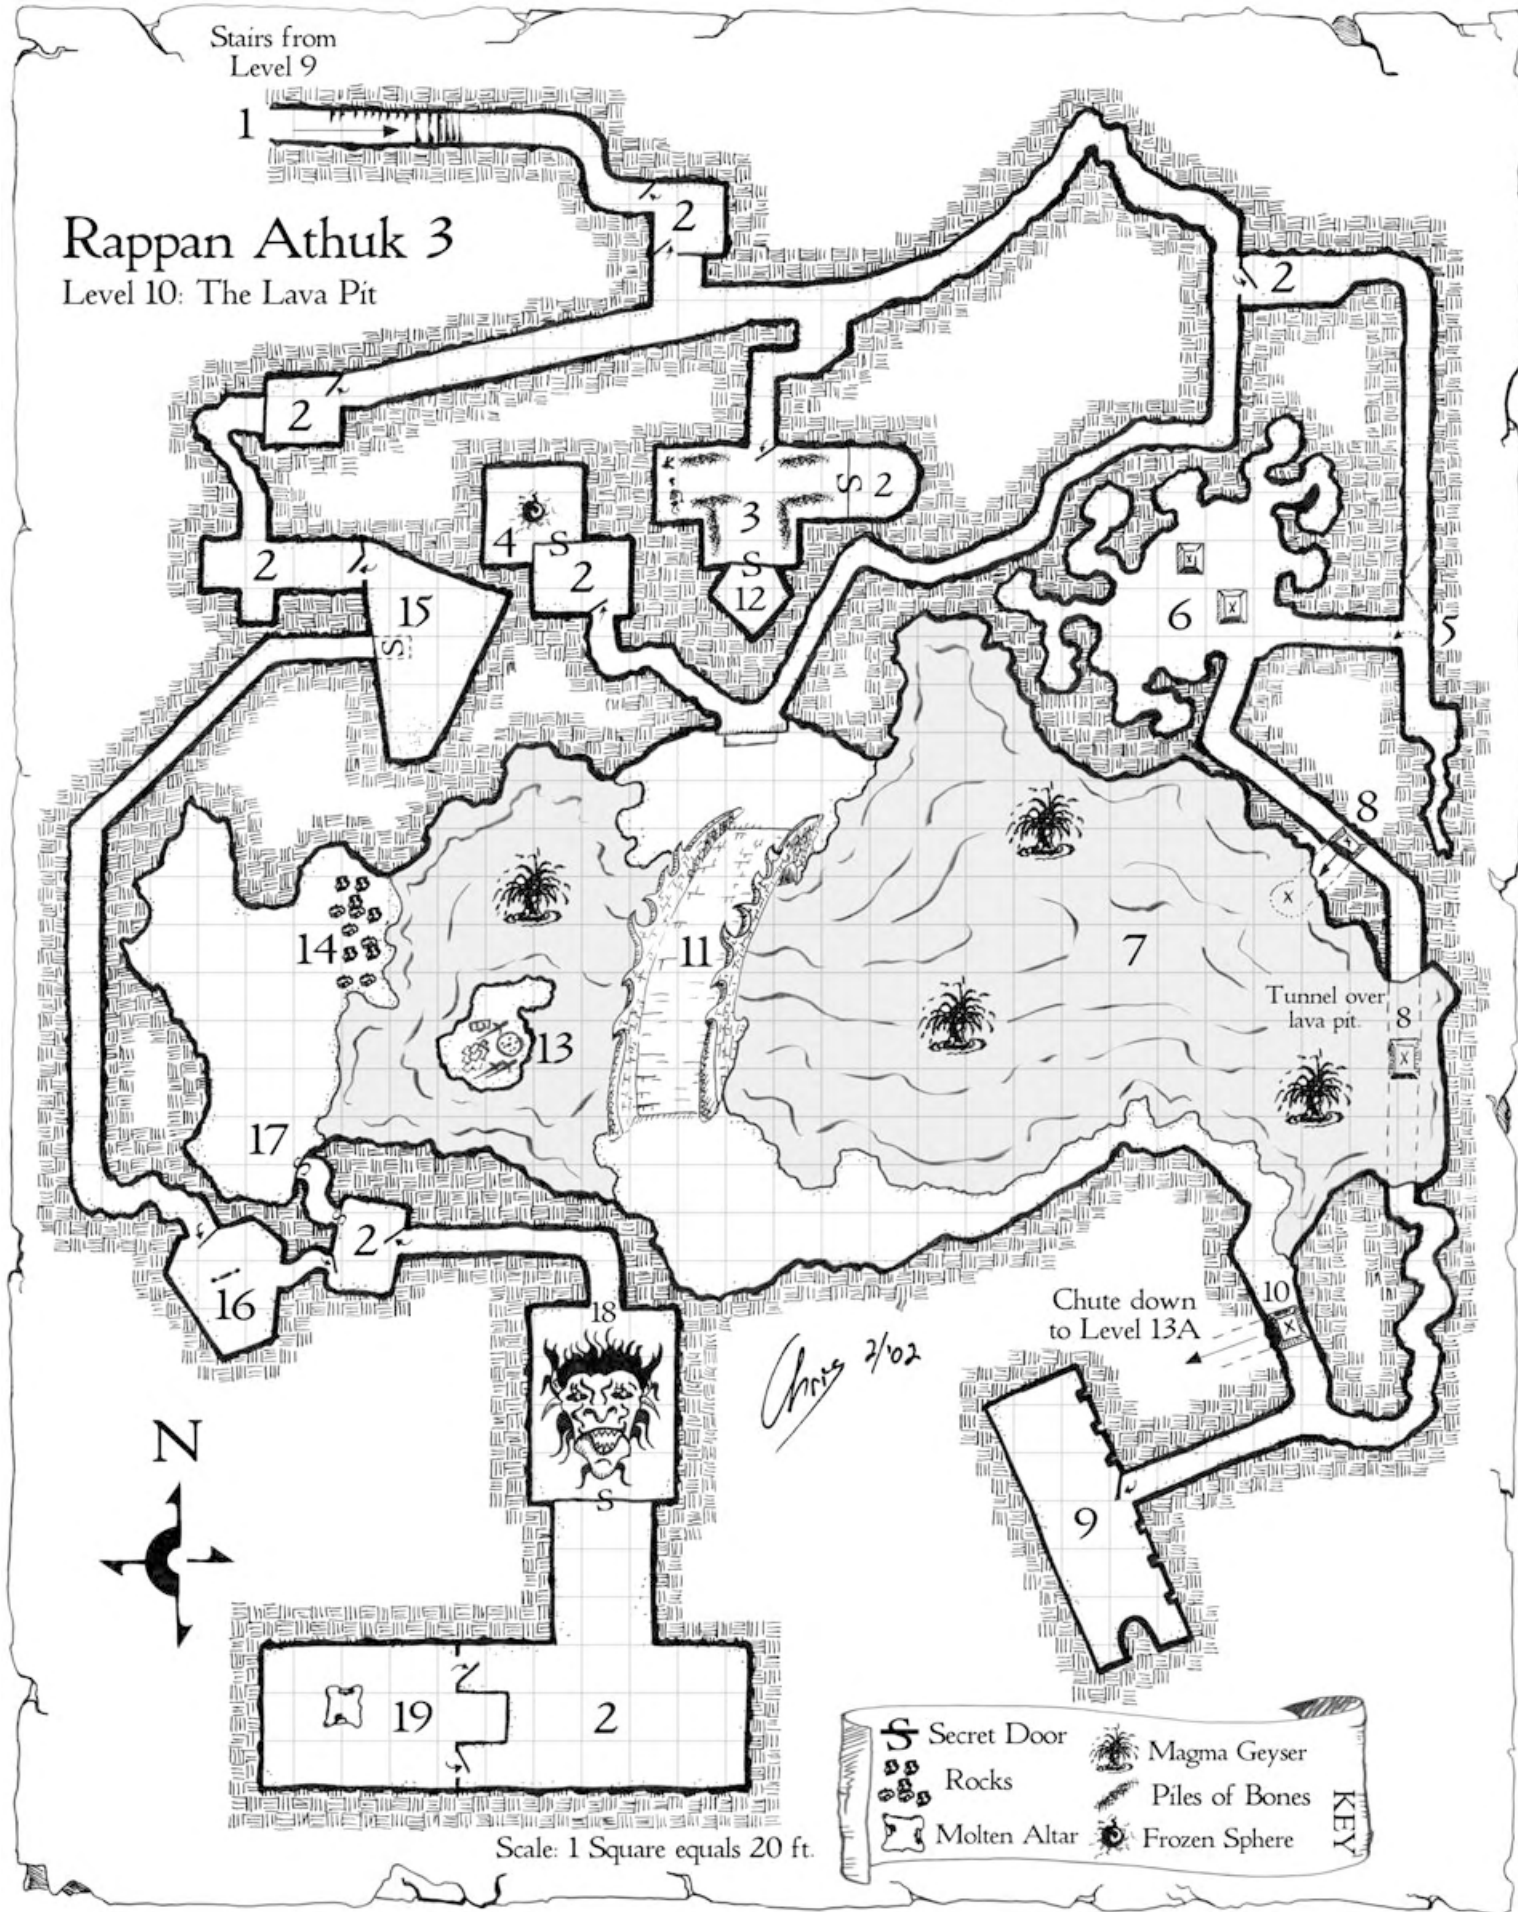 Stairs from
Level 9
1
2
Rappan Athuk 3
Level 10: The Lava Pit
2
2
S
2
3
4
S
2
S
12
2
15
S
6
X
X
5
8
X
X
14
11
7
Tunnel over
lava pit.
8
X
13
17
2
16
18
10
X
Chute down
to Level 13A
Chris 2/'02
S
N
9
19
2
S Secret Door
Rocks
Molten Altar
Magma Geyser
Piles of Bones
Frozen Sphere
KEY
Scale: 1 Square equals 20 ft.